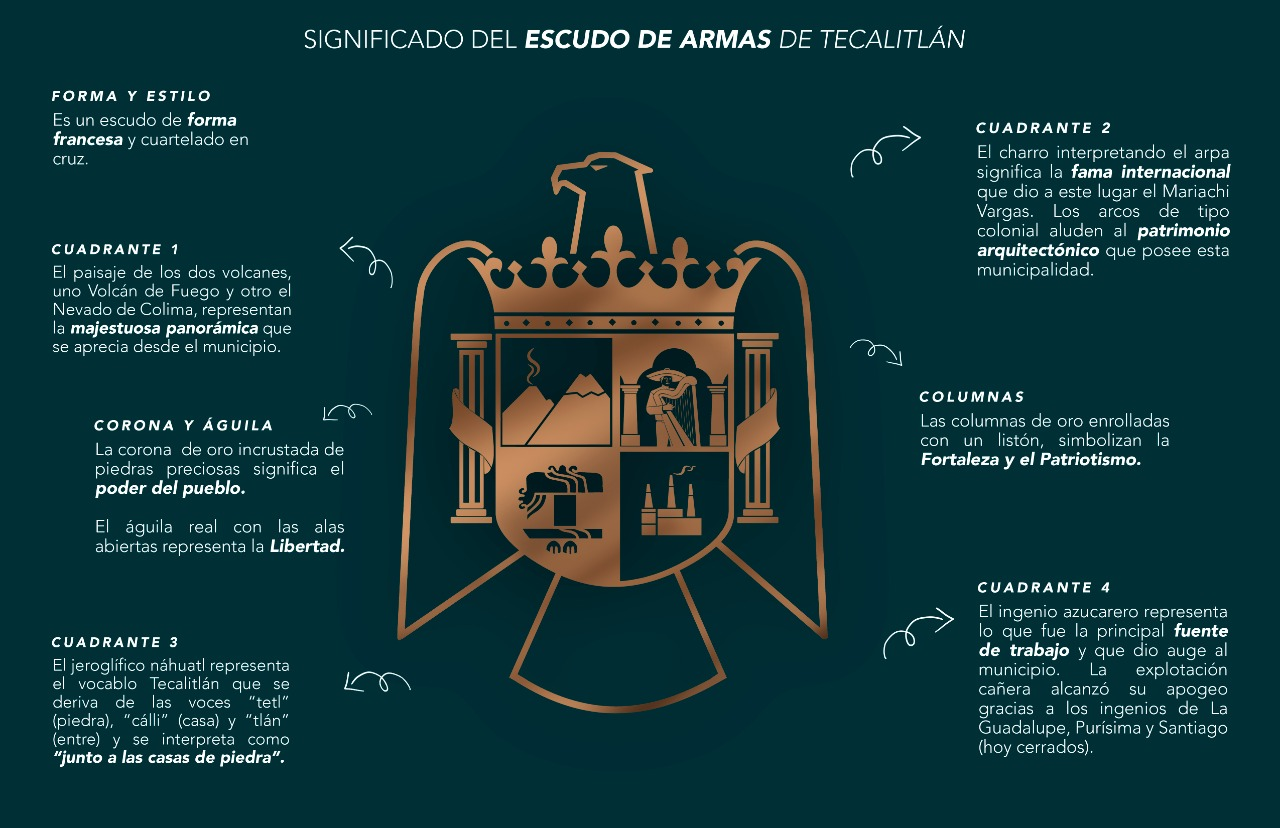 SIGNIFICADO DEL ESCUDO DE ARMAS DE TECALITLÁN
FORMA Y ESTILO
Es un escudo de forma
francesa y cuartelado en
cruz.
CUADRANTE 1
El paisaje de los dos volcanes,
uno Volcán de Fuego y otro el
Nevado de Colima, representan
la majestuosa panorámica que
se aprecia desde el municipio.
CORONA Y ÁGUILA
La corona de oro incrustada de
piedras preciosas significa el
poder del pueblo.
El águila real con las alas
abiertas representa la Libertad.
CUADRANTE 3
El jeroglífico náhuatl representa
el vocablo Tecalitlán que se
deriva de las voces “tetl”
(piedra), “cálli” (casa) y “tlán”
(entre) y se interpreta como
“junto a las casas de piedra”.
CUADRANTE 2
El charro interpretando el arpa
significa la fama internacional
que dio a este lugar el Mariachi
Vargas. Los arcos de tipo
colonial aluden al patrimonio
arquitectónico que posee esta
municipalidad.
COLUMNAS
Las columnas de oro enrolladas
con un listón, simbolizan la
Fortaleza y el Patriotismo.
CUADRANTE 4
El ingenio azucarero representa
lo que fue la principal fuente
de trabajo y que dio auge al
municipio. La explotación
cañera alcanzó su apogeo
gracias a los ingenios de La
Guadalupe, Purísima y Santiago
(hoy cerrados).